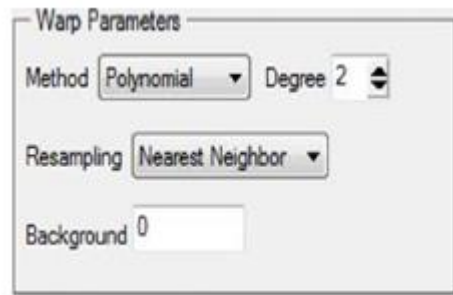 Warp Parameters
Method Polynomial Degree 2
Resampling Nearest Neighbor
Background 0